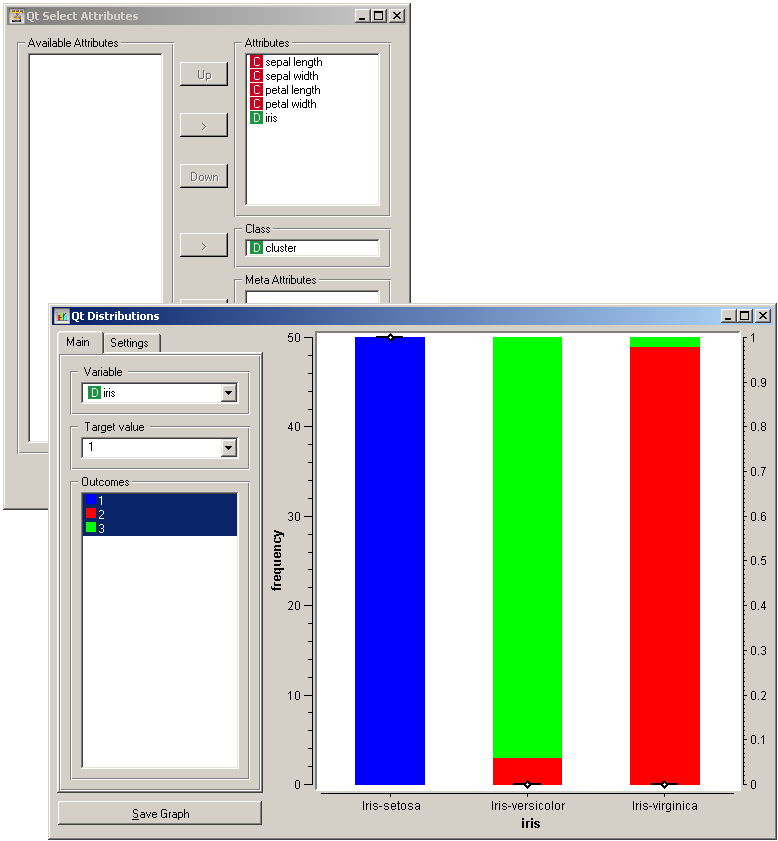 Qt Select Attributes
Available Attributes
Attributes
C sepal length
C sepal width
C petal length
C petal width
D iris
Up
>
Down
>
Class
D cluster
Meta Attributes
Qt Distributions
Main
Settings
Variable
D iris
Target value
1
Outcomes
1
2
3
Save Graph
frequency
50
40
30
20
10
0
1
0.9
0.8
0.7
0.6
0.5
0.4
0.3
0.2
0.1
0
Iris-setosa
Iris-versicolor
Iris-virginica
iris